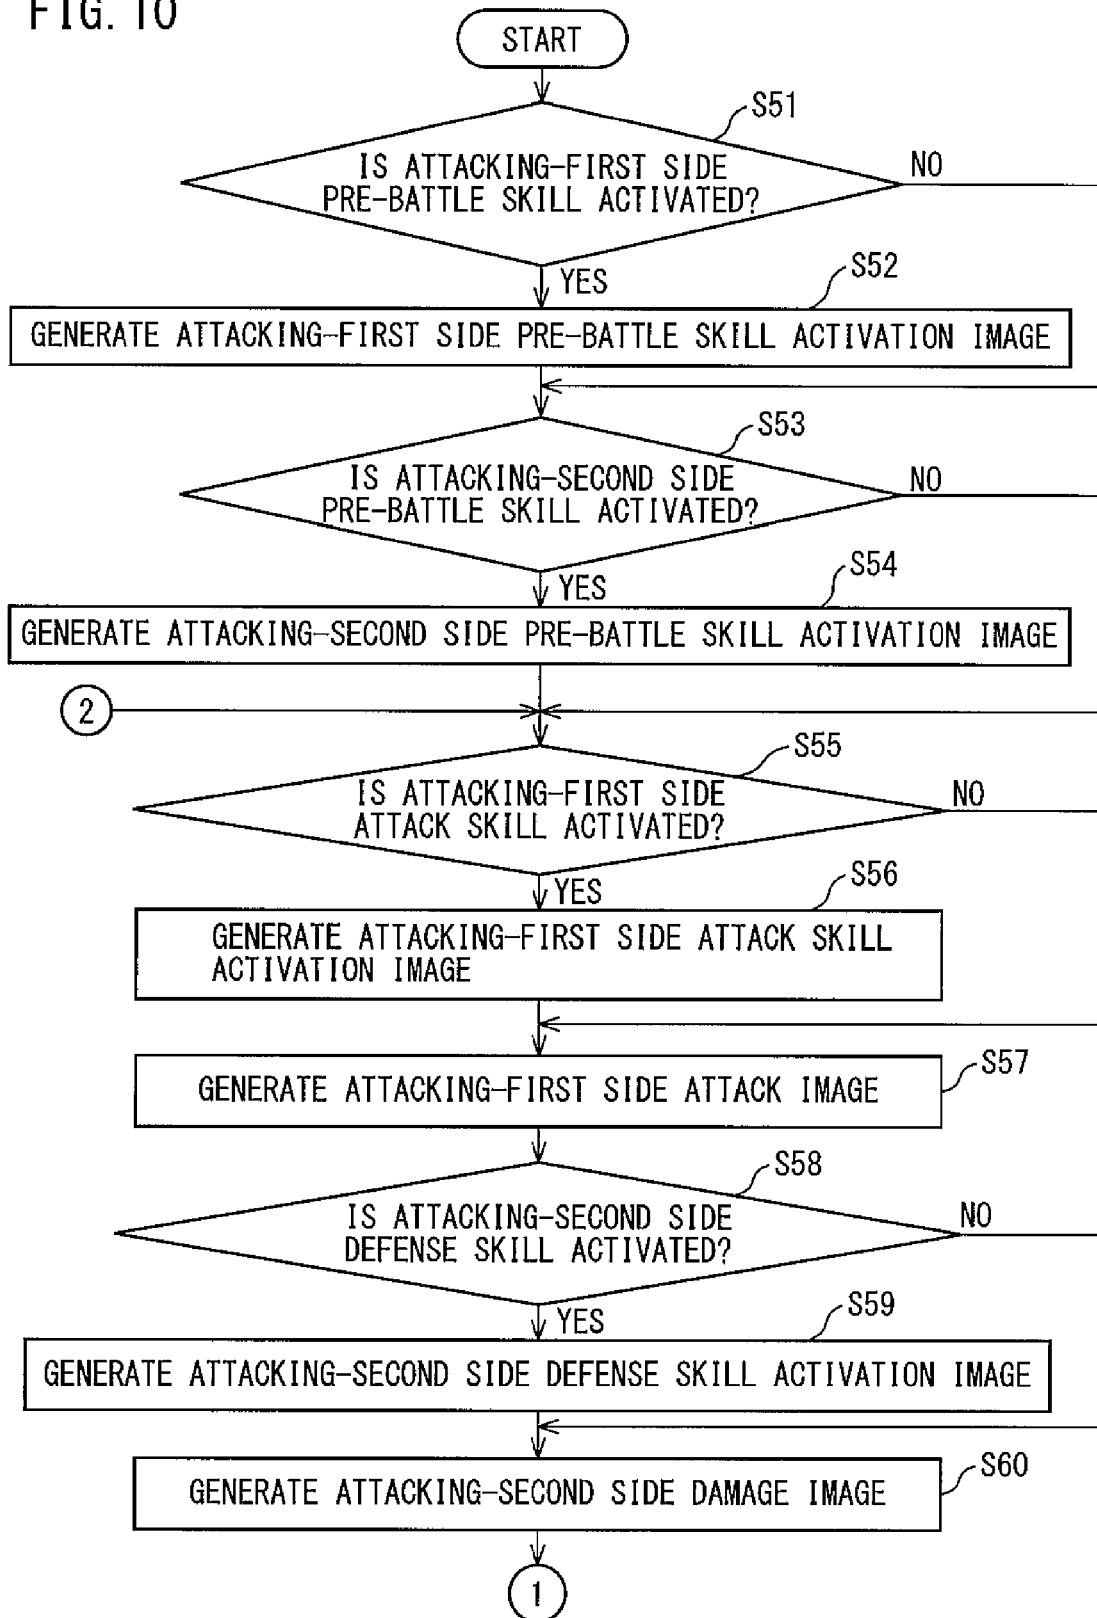 FIG. 10
START
S51
IS ATTACKING-FIRST SIDE
PRE-BATTLE SKILL ACTIVATED?
NO
YES
S52
GENERATE ATTACKING-FIRST SIDE PRE-BATTLE SKILL ACTIVATION IMAGE
S53
IS ATTACKING-SECOND SIDE
PRE-BATTLE SKILL ACTIVATED?
NO
YES
S54
GENERATE ATTACKING-SECOND SIDE PRE-BATTLE SKILL ACTIVATION IMAGE
2
S55
IS ATTACKING-FIRST SIDE
ATTACK SKILL ACTIVATED?
NO
YES
S56
GENERATE ATTACKING-FIRST SIDE ATTACK SKILL
ACTIVATION IMAGE
S57
GENERATE ATTACKING-FIRST SIDE ATTACK IMAGE
S58
IS ATTACKING-SECOND SIDE
DEFENSE SKILL ACTIVATED?
NO
YES
S59
GENERATE ATTACKING-SECOND SIDE DEFENSE SKILL ACTIVATION IMAGE
S60
GENERATE ATTACKING-SECOND SIDE DAMAGE IMAGE
1